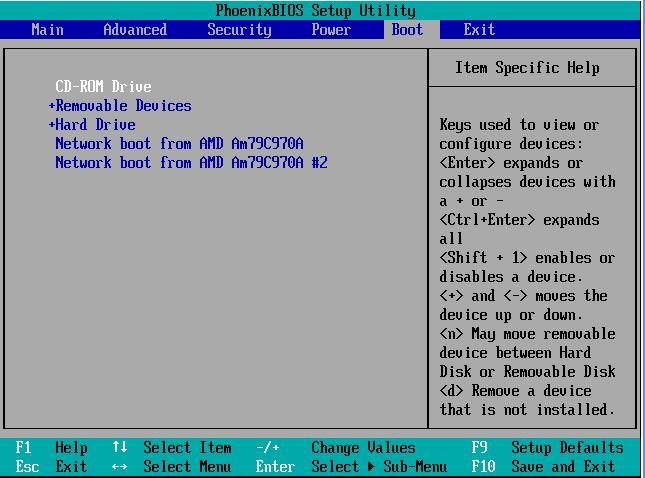 PhoenixBIOS Setup Utility
Main Advanced Security Power Boot Exit
CD-ROM Drive
+Removable Devices
+Hard Drive
Network boot from AMD Am79C970A
Network boot from AMD Am79C970A #2
Item Specific Help
Keys used to view or
configure devices:
<Enter> expands or
collapses devices with
a + or -
<Ctrl+Enter> expands
all
<Shift + 1> enables or
disables a device.
<+> and <-> moves the
device up or down.
<n> May move removable
device between Hard
Disk or Removable Disk
<d> Remove a device
that is not installed.
F1 Help ↑↓ Select Item -/+ Change Values F9 Setup Defaults
Esc Exit ↔ Select Menu Enter Select ▶ Sub-Menu F10 Save and Exit